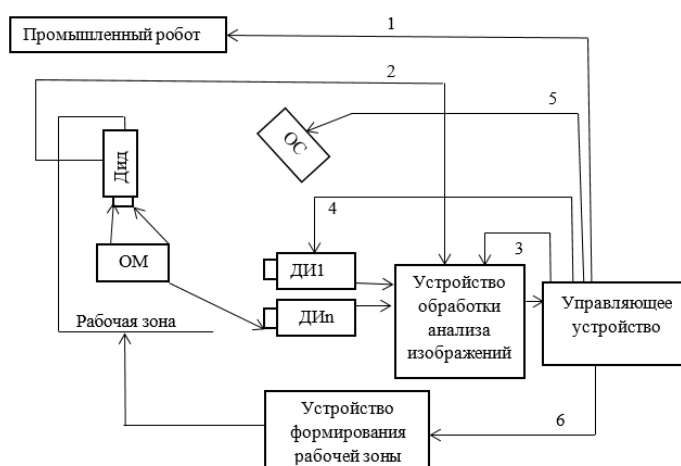 1
Промышленный робот
2
5
ОС
Дид
4
ОМ
ДИ1
3
Устройство
обработки
анализа
изображений
Управляющее
устройство
ДИn
Рабочая зона
Устройство
формирования
рабочей зоны
6